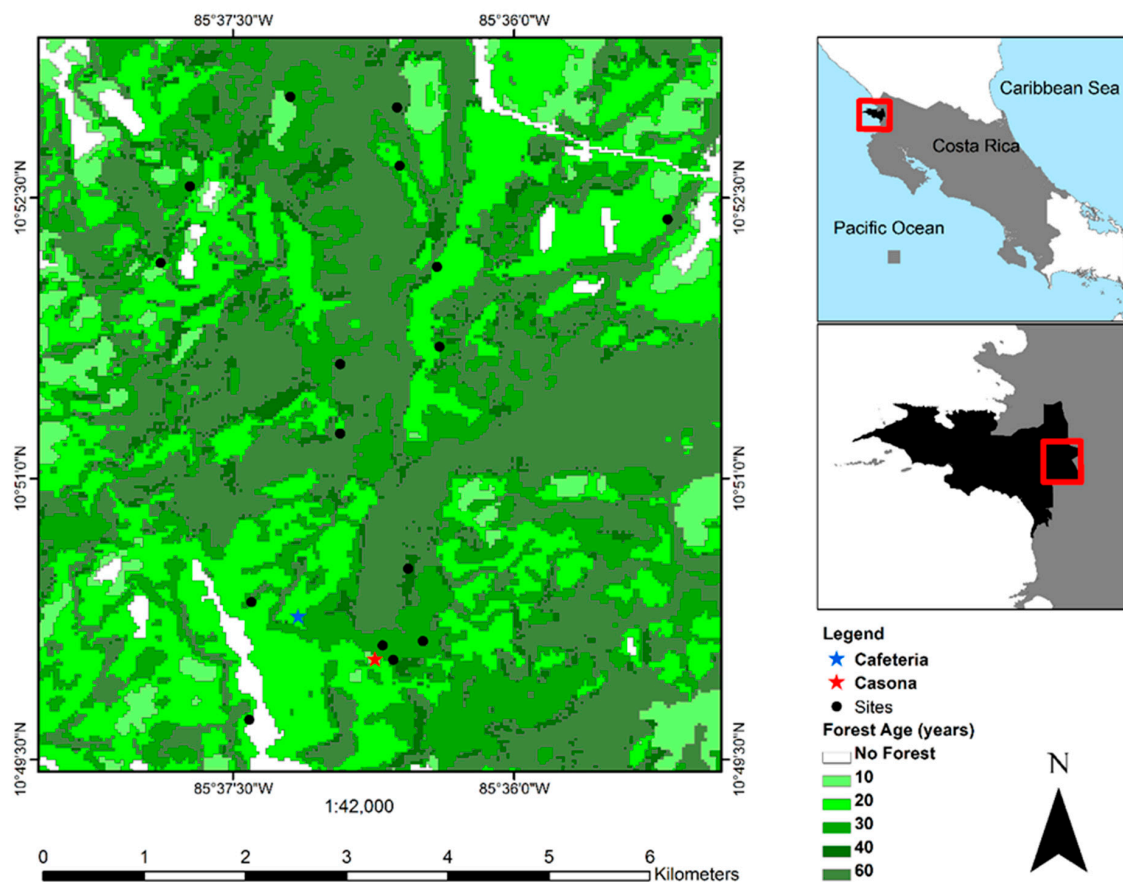 85°37'30"W
85°36'0"W
10°52'30"N
10°52'30"N
10°51'0"N
10°51'0"N
10°49'30"N
10°49'30"N
85°37'30"W
85°36'0"W
1:42,000
0 1 2 3 4 5 6
Kilometers
Caribbean Sea
Costa Rica
Pacific Ocean
Legend
Cafeteria
Casona
Sites
Forest Age (years)
No Forest
10
20
30
40
60
N